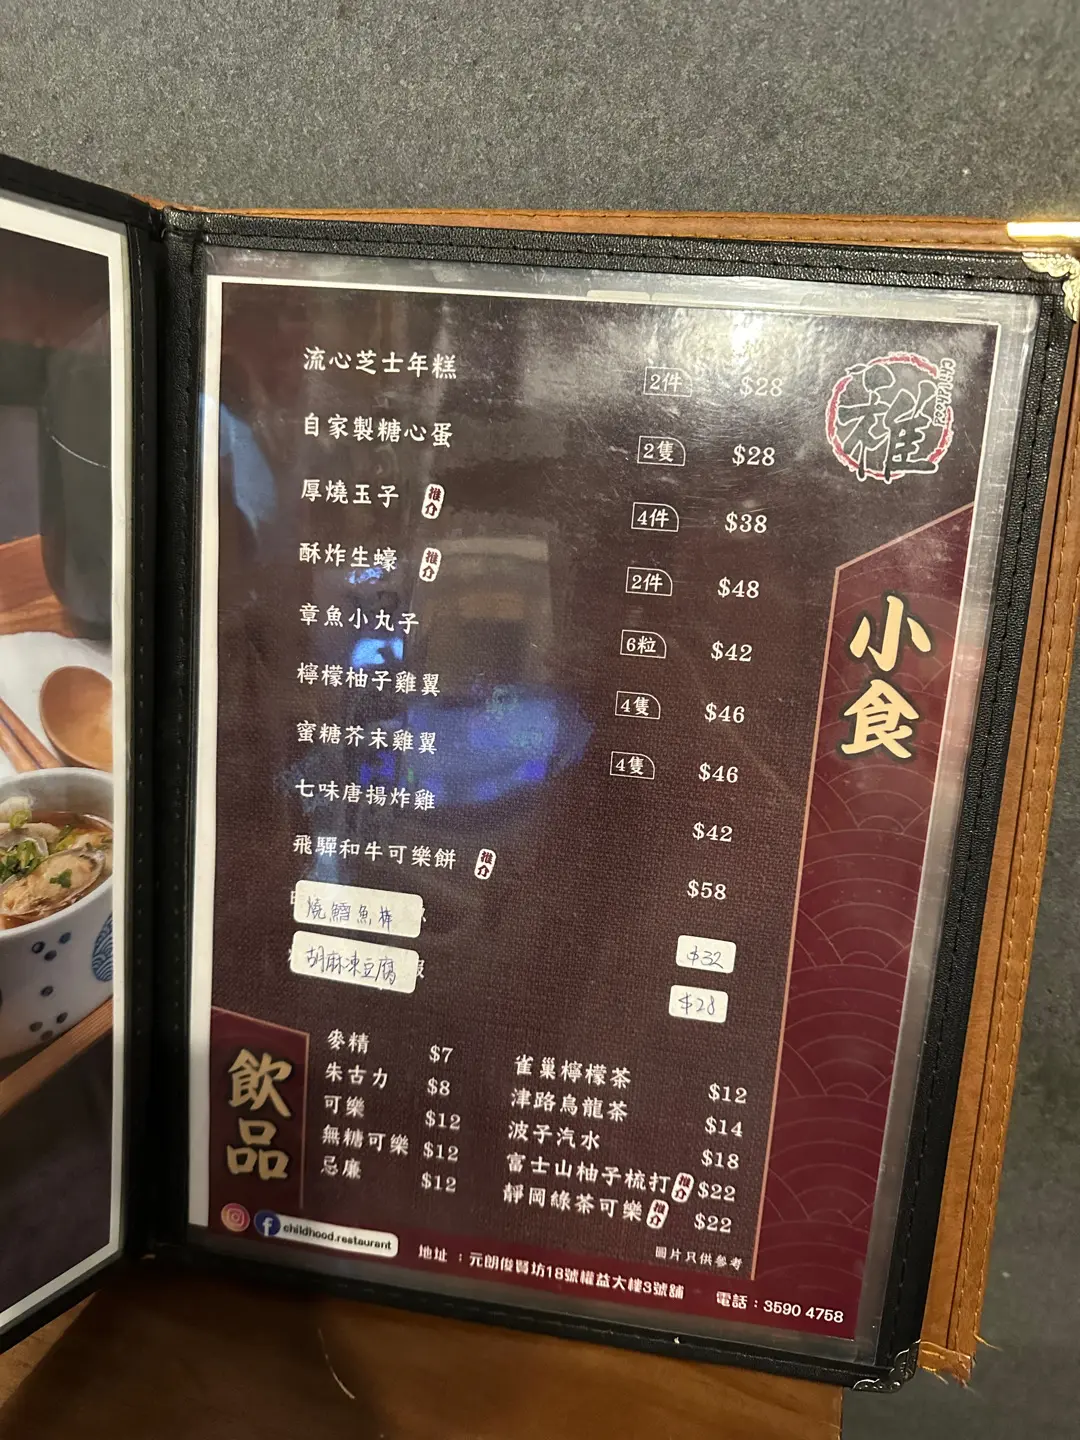 流心芝士年糕 2件 $28
自家製糖心蛋 2隻 $28
厚燒玉子 推介 4件 $38
酥炸生蠔 推介 2件 $48
章魚小丸子 6粒 $42
檸檬柚子雞翼 4隻 $46
蜜糖芥末雞翼 4隻 $46
七味唐揚炸雞 $42
飛驒和牛可樂餅 推介 $58
燒鱈魚棒 $32
胡麻凍豆腐 $28
雅
小食
飲品
麥精 $7
朱古力 $8
可樂 $12
無糖可樂 $12
忌廉 $12
雀巢檸檬茶 $12
津路烏龍茶 $14
波子汽水 $18
富士山柚子梳打 推介 $22
靜岡綠茶可樂 推介 $22
圖片只供參考
childhood.restaurant
地址：元朗俊賢坊18號權益大樓3號舖
電話：3590 4758